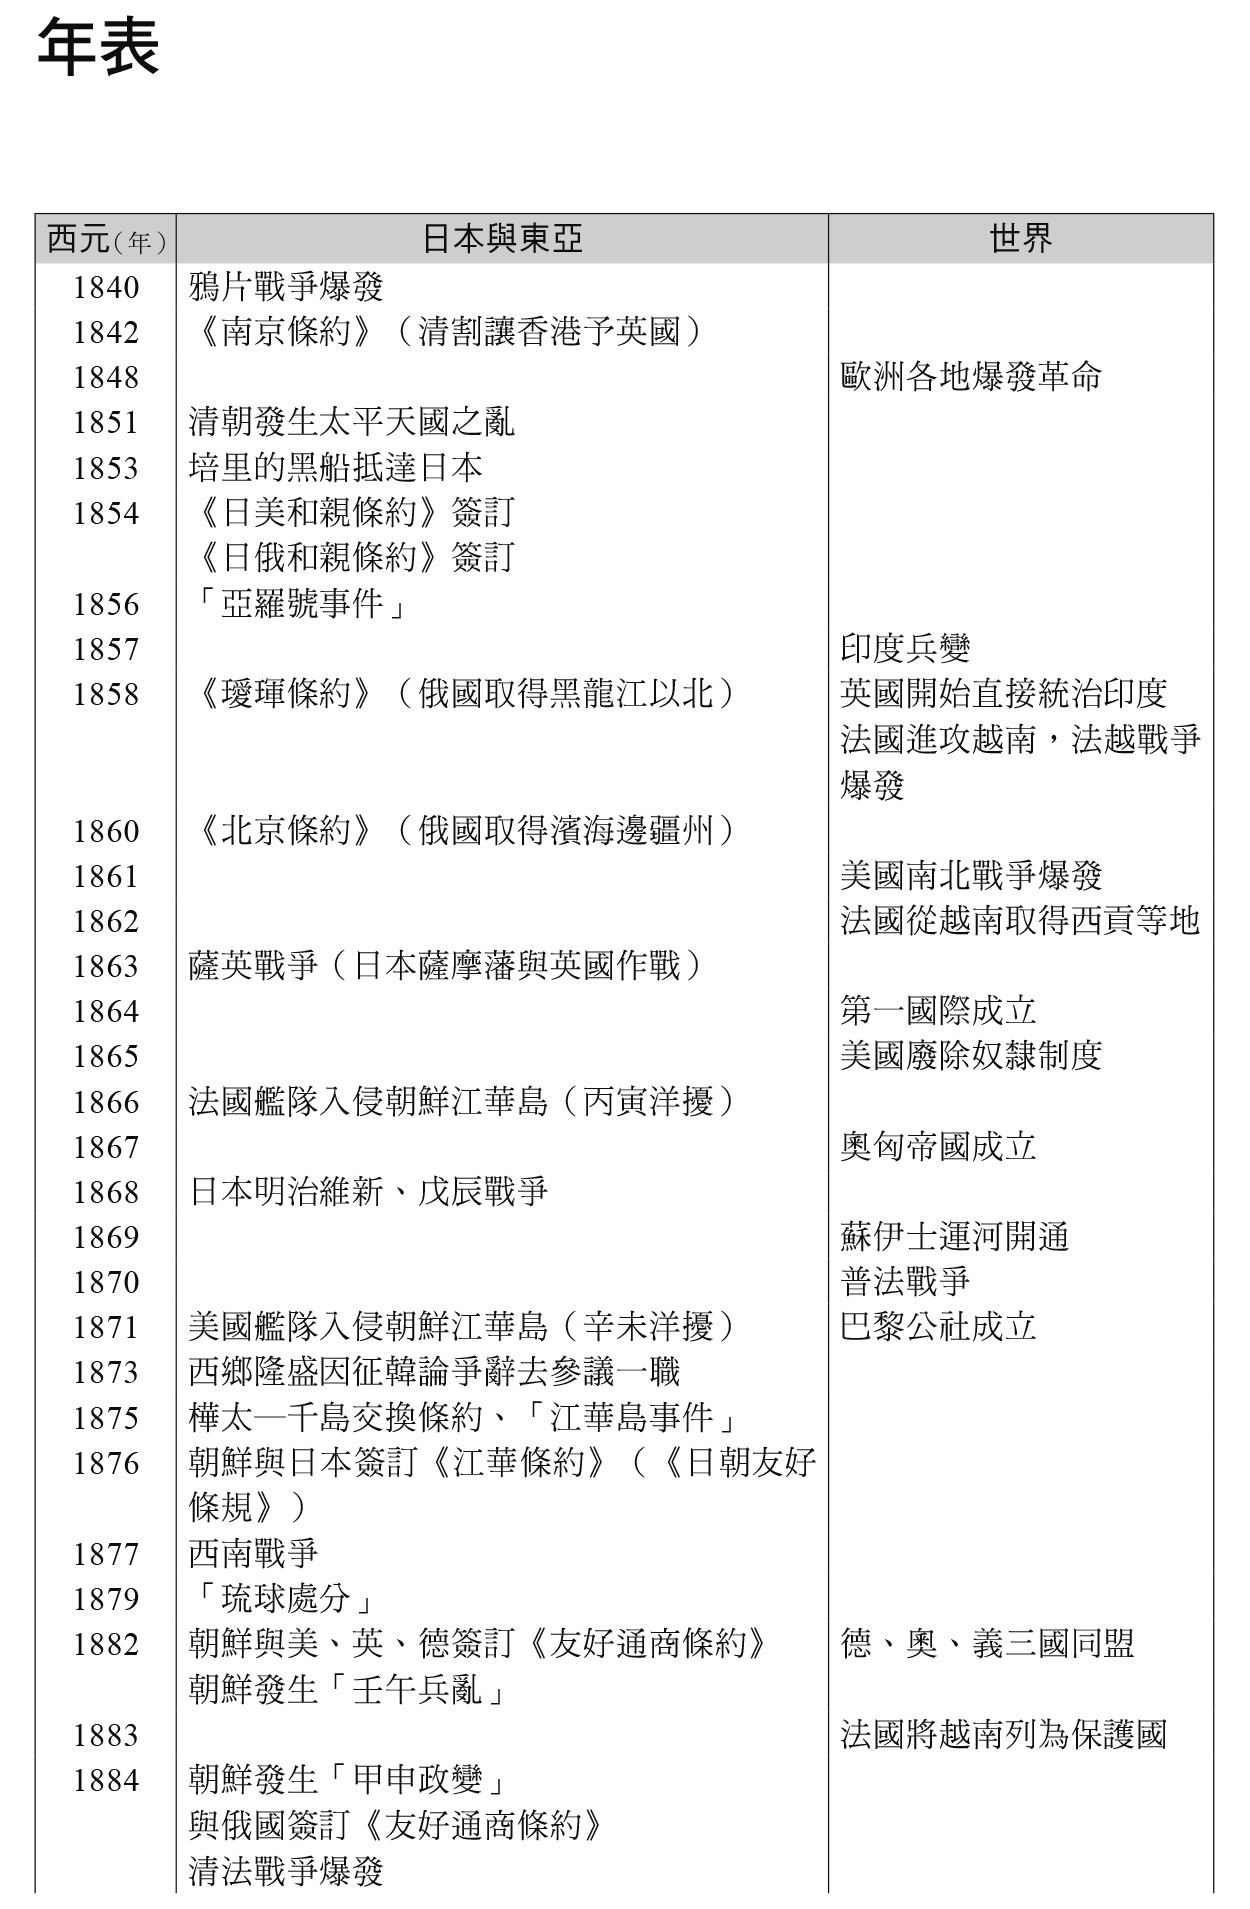 年表
西元(年) 日本與東亞 世界
1840 鴉片戰爭爆發
1842 《南京條約》(清割讓香港予英國)
1848 歐洲各地爆發革命
1851 清朝發生太平天國之亂
1853 培里的黑船抵達日本
1854 《日美和親條約》簽訂
《日俄和親條約》簽訂
1856 「亞羅號事件」
1857 印度兵變
1858 《璦琿條約》(俄國取得黑龍江以北) 英國開始直接統治印度
法國進攻越南,法越戰爭
爆發
1860 《北京條約》(俄國取得濱海邊疆州)
1861 美國南北戰爭爆發
1862 法國從越南取得西貢等地
1863 薩英戰爭(日本薩摩藩與英國作戰)
1864 第一國際成立
1865 美國廢除奴隸制度
1866 法國艦隊入侵朝鮮江華島(丙寅洋擾)
1867 奧匈帝國成立
1868 日本明治維新、戊辰戰爭
1869 蘇伊士運河開通
1870 普法戰爭
1871 美國艦隊入侵朝鮮江華島(辛未洋擾) 巴黎公社成立
1873 西鄉隆盛因征韓論爭辭去參議一職
1875 樺太—千島交換條約、「江華島事件」
1876 朝鮮與日本簽訂《江華條約》(《日朝友好
條規》)
1877 西南戰爭
1879 「琉球處分」
1882 朝鮮與美、英、德簽訂《友好通商條約》 德、奧、義三國同盟
朝鮮發生「壬午兵亂」
1883 法國將越南列為保護國
1884 朝鮮發生「甲申政變」
與俄國簽訂《友好通商條約》
清法戰爭爆發